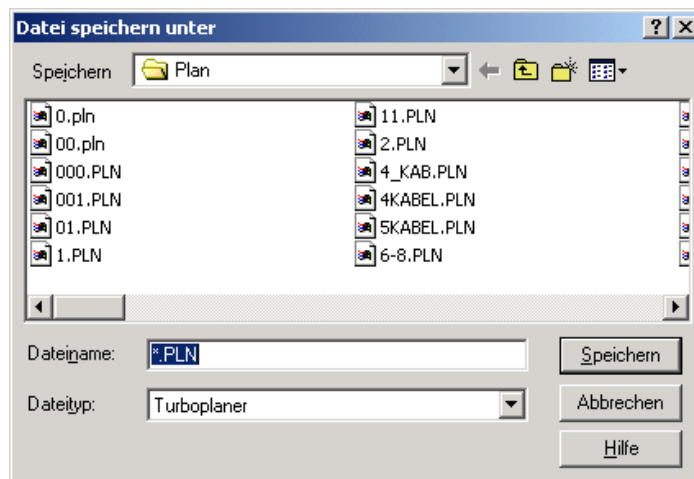 Datei speichern unter
Speichern Plan
0.pln
00.pln
000.PLN
001.PLN
01.PLN
1.PLN
11.PLN
2.PLN
4_KAB.PLN
4KABEL.PLN
5KABEL.PLN
6-8.PLN
Dateiname: *.PLN Speichern
Dateityp: Turboplaner Abbrechen
Hilfe